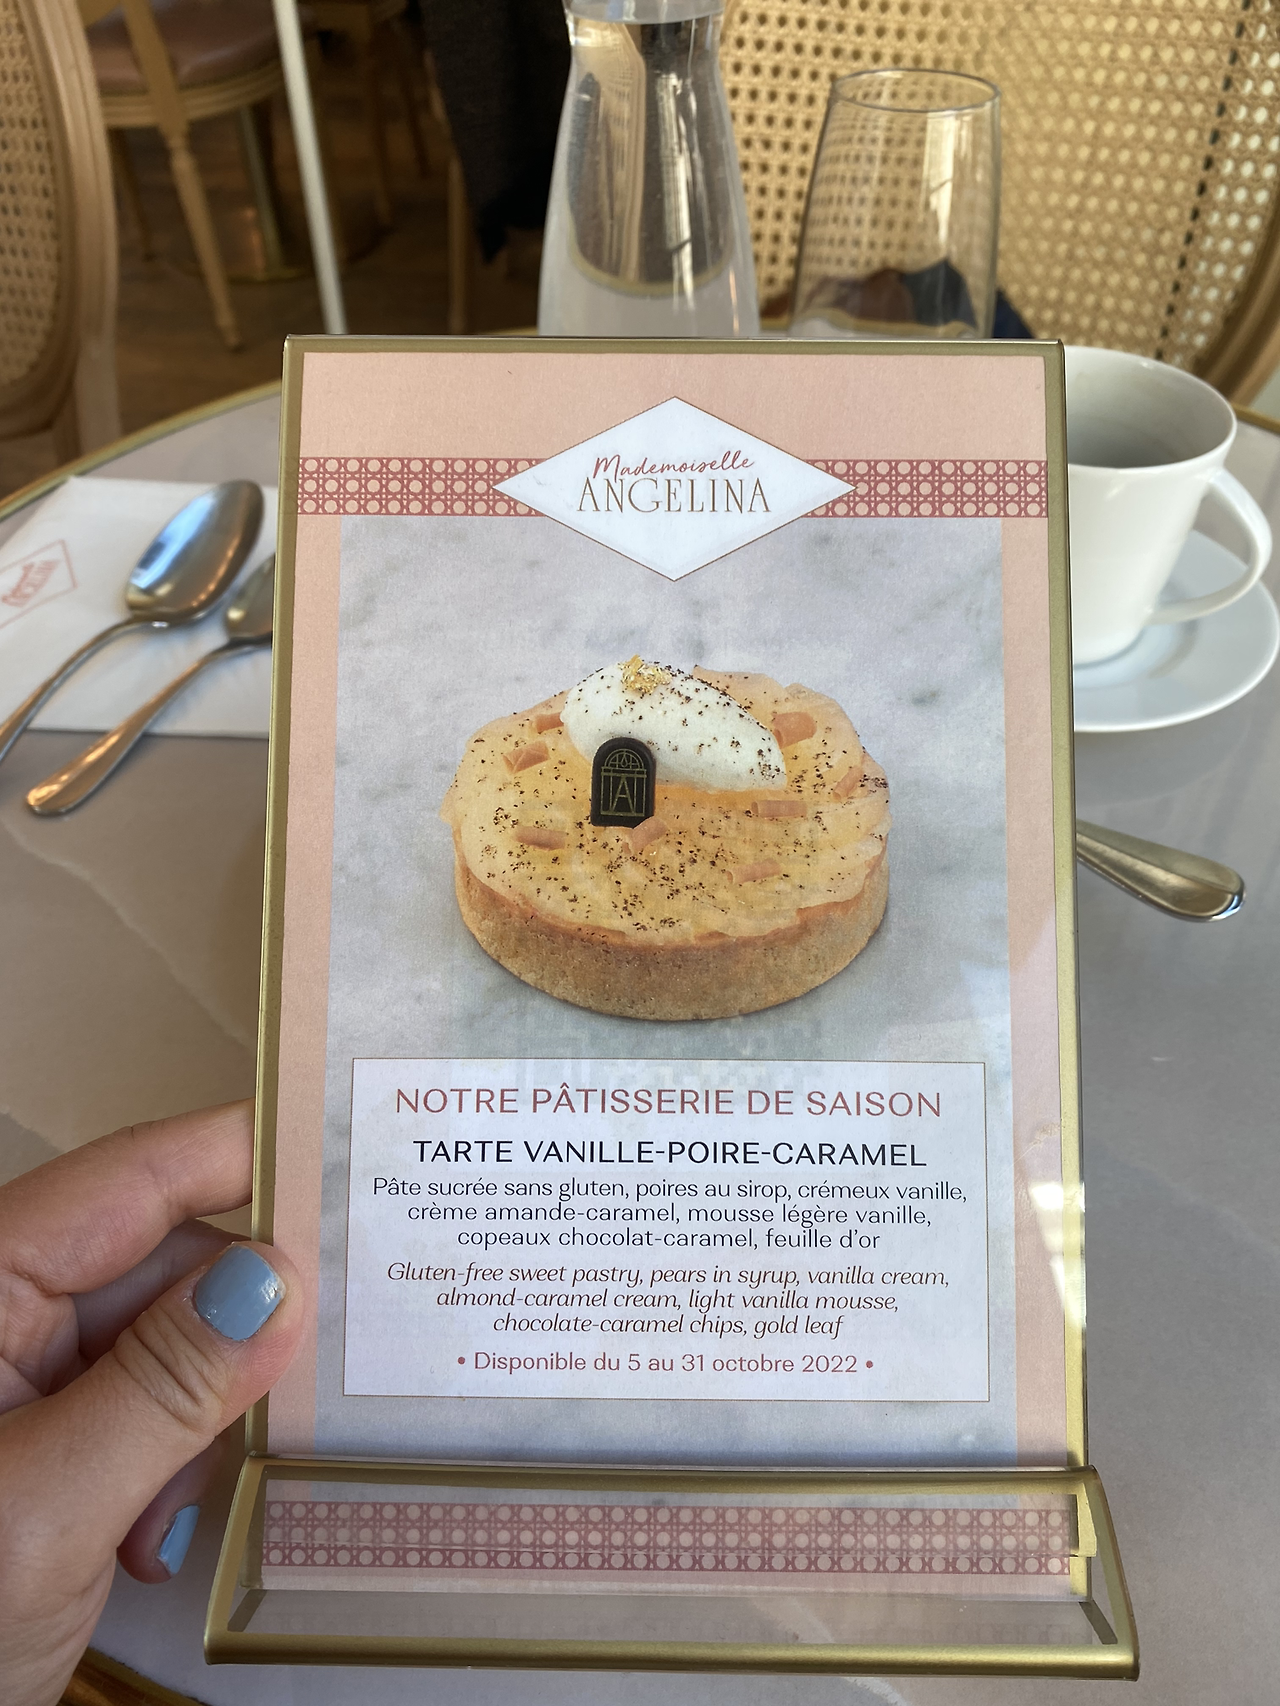 Mademoiselle
ANGELINA
NOTRE PÂTISSERIE DE SAISON
TARTE VANILLE-POIRE-CARAMEL
Pâte sucrée sans gluten, poires au sirop, crémeux vanille,
crème amande-caramel, mousse légère vanille,
copeaux chocolat-caramel, feuille d'or
Gluten-free sweet pastry, pears in syrup, vanilla cream,
almond-caramel cream, light vanilla mousse,
chocolate-caramel chips, gold leaf
• Disponible du 5 au 31 octobre 2022 •